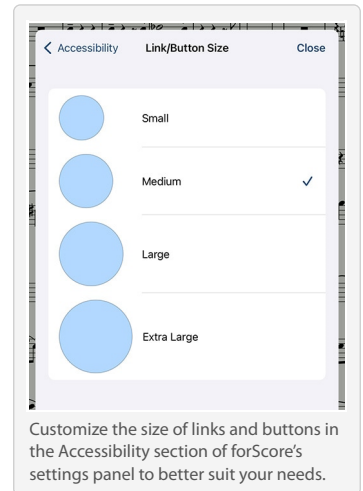 Accessibility Link/Button Size Close
Small
Medium
Large
Extra Large
Customize the size of links and buttons in
the Accessibility section of forScore’s
settings panel to better suit your needs.